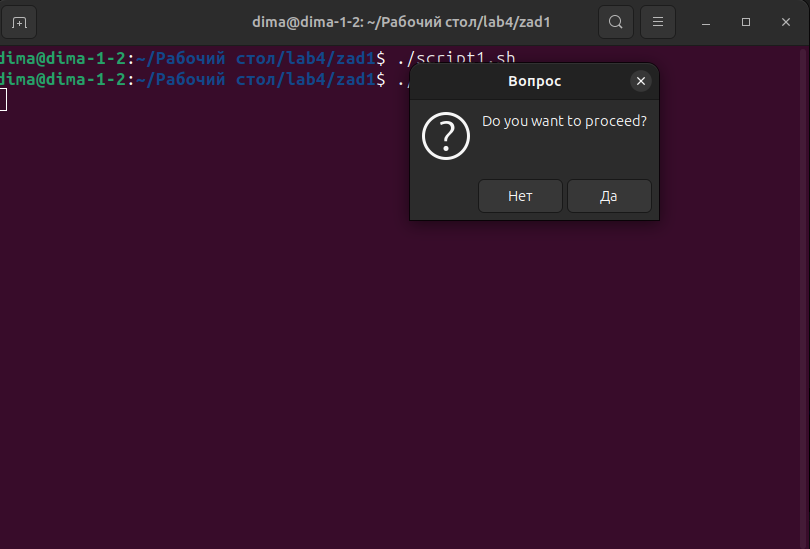 dima@dima-1-2: ~/Рабочий стол/lab4/zad1
dima@dima-1-2:~/Рабочий стол/lab4/zad1$ ./script1.sh
dima@dima-1-2:~/Рабочий стол/lab4/zad1$ ./
Вопрос
Do you want to proceed?
Нет
Да